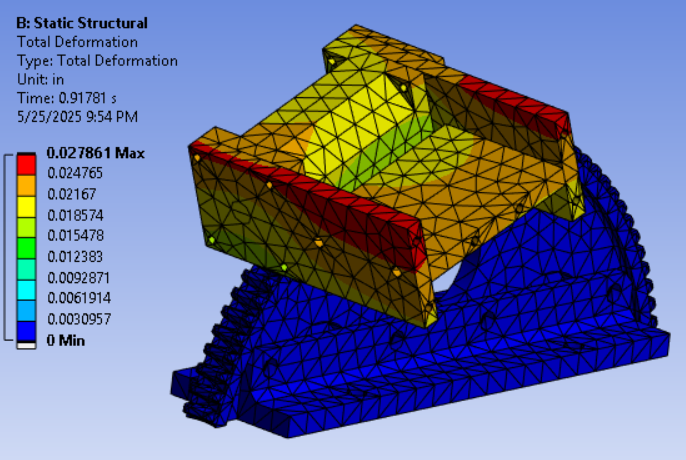 B: Static Structural
Total Deformation
Type: Total Deformation
Unit: in
Time: 0.91781 s
5/25/2025 9:54 PM
0.027861 Max
0.024765
0.02167
0.018574
0.015478
0.012383
0.0092871
0.0061914
0.0030957
0 Min